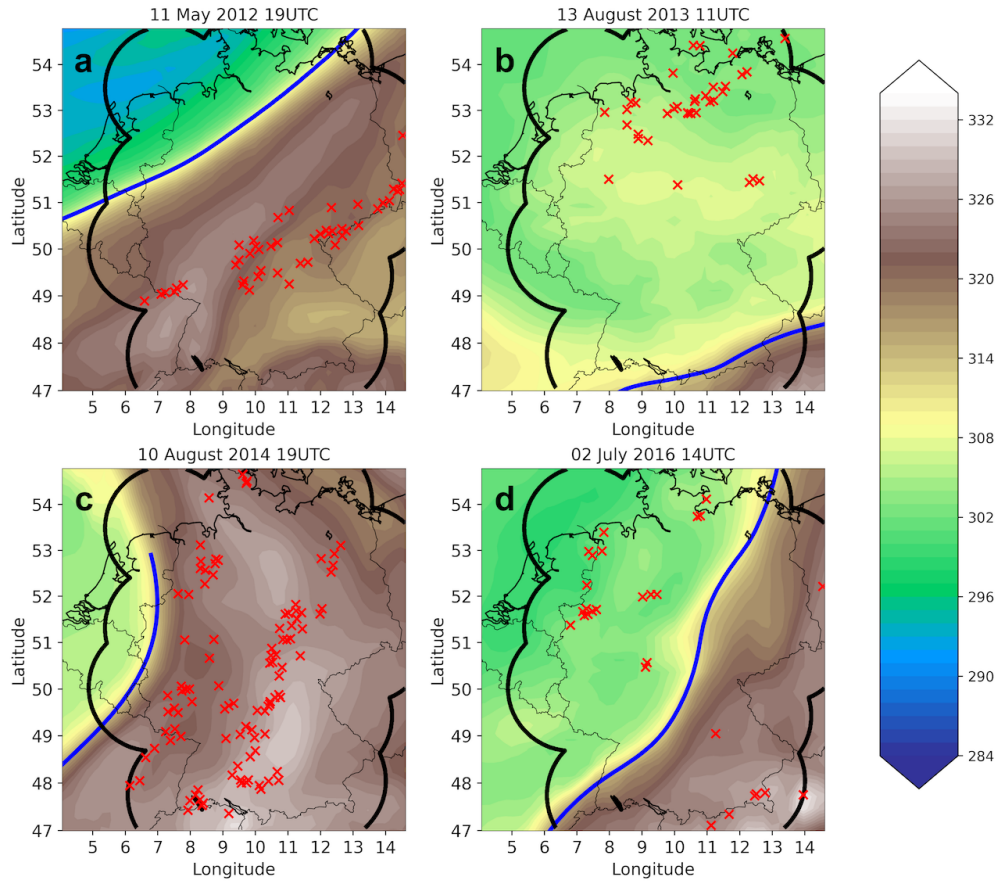 11 May 2012 19UTC
a
Latitude
54
53
52
51
50
49
48
47
5 6 7 8 9 10 11 12 13 14
Longitude
13 August 2013 11UTC
b
Latitude
54
53
52
51
50
49
48
47
5 6 7 8 9 10 11 12 13 14
Longitude
10 August 2014 19UTC
c
Latitude
54
53
52
51
50
49
48
47
5 6 7 8 9 10 11 12 13 14
Longitude
02 July 2016 14UTC
d
Latitude
54
53
52
51
50
49
48
47
5 6 7 8 9 10 11 12 13 14
Longitude
332
326
320
314
308
302
296
290
284